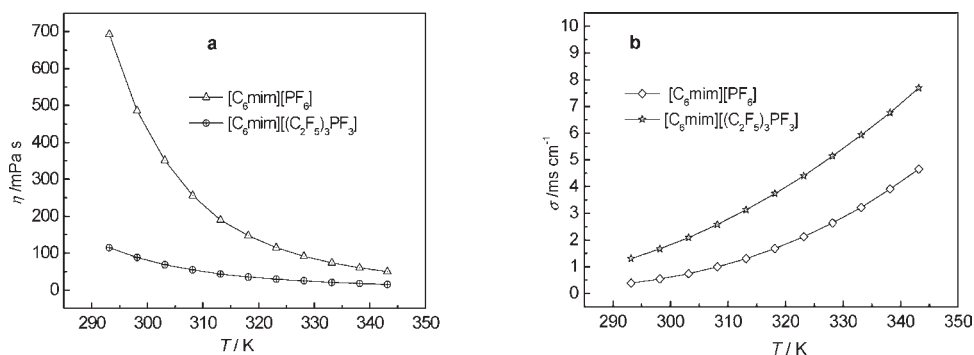 a
η /mPa s
700
600
500
400
300
200
100
0
[C₆mim][PF₆]
[C₆mim][(C₂F₅)₃PF₃]
290 300 310 320 330 340 350
T / K
b
σ /ms cm⁻¹
10
9
8
7
6
5
4
3
2
1
0
[C₆mim][PF₆]
[C₆mim][(C₂F₅)₃PF₃]
290 300 310 320 330 340 350
T / K